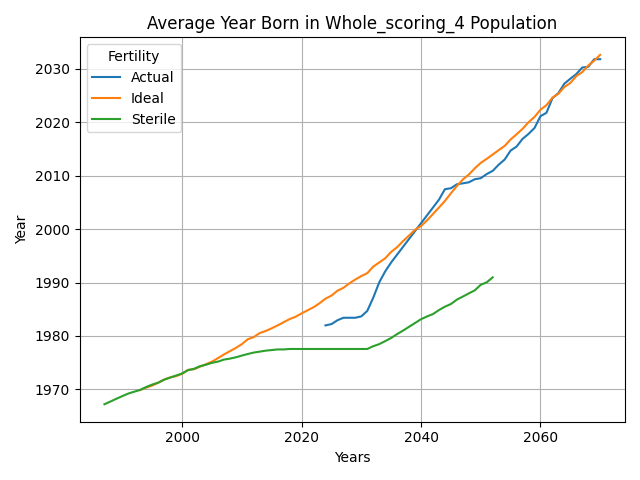 Average Year Born in Whole_scoring_4 Population
Fertility
Actual
Ideal
Sterile
Year
2030
2020
2010
2000
1990
1980
1970
2000 2020 2040 2060
Years